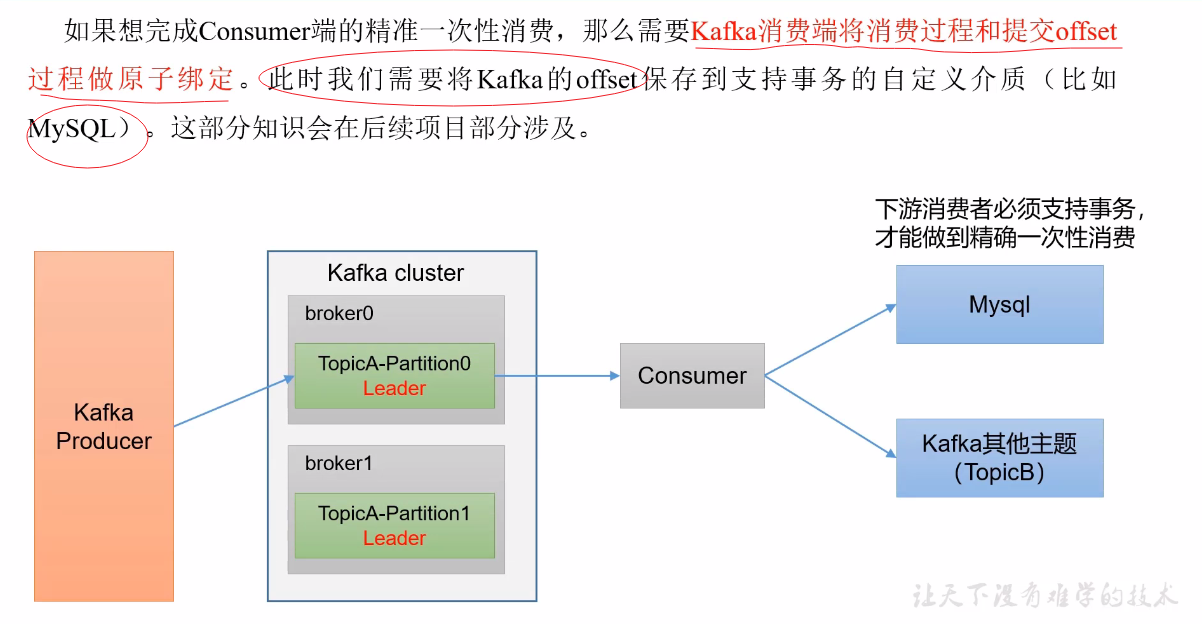 如果想完成Consumer端的精准一次性消费，那么需要Kafka消费端将消费过程和提交offset
过程做原子绑定。此时我们需要将Kafka的offset保存到支持事务的自定义介质（比如
MySQL）。这部分知识会在后续项目部分涉及。
下游消费者必须支持事务，
才能做到精确一次性消费
Kafka
Producer
Kafka cluster
broker0
TopicA-Partition0
Leader
broker1
TopicA-Partition1
Leader
Consumer
Mysql
Kafka其他主题
（TopicB）
让天下没有难学的技术